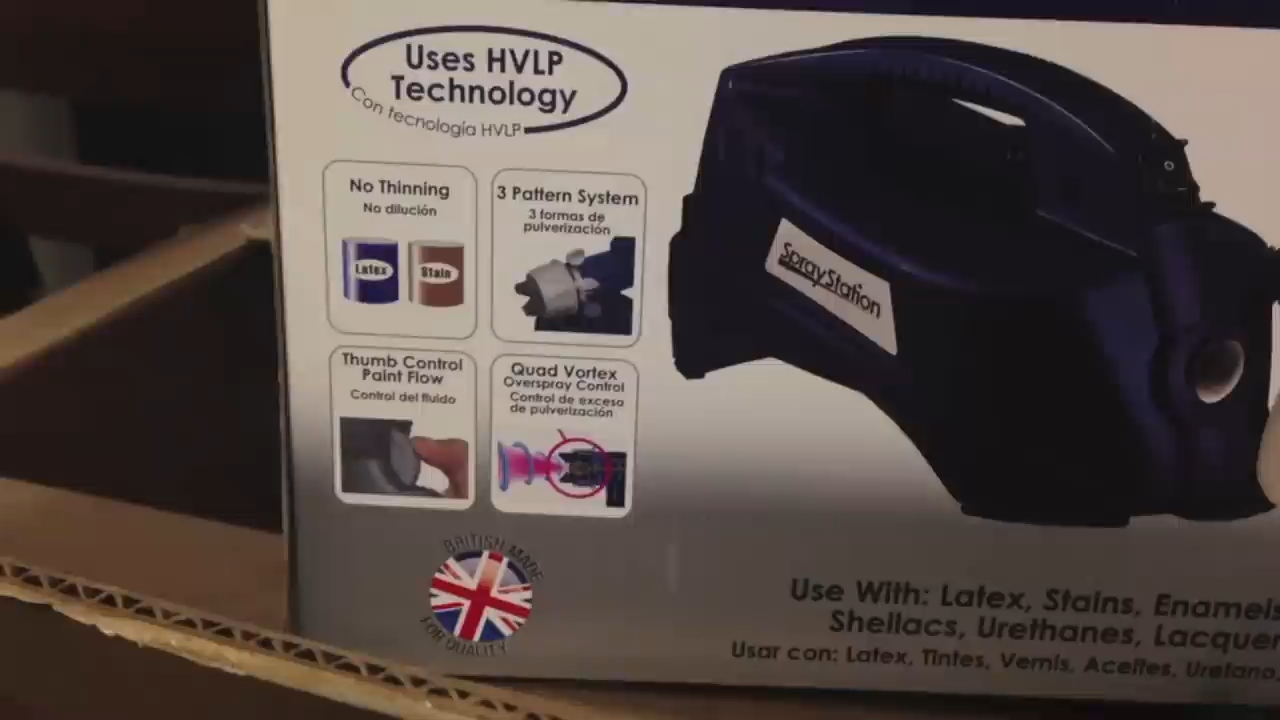 Uses HVLP
Technology
Con tecnología HVLP
No Thinning
No dilución
Latex
Stain
3 Pattern System
3 formas de
pulverización
Thumb Control
Paint Flow
Control del fluido
Quad Vortex
Overspray Control
Control de exceso
de pulverización
SprayStation
BRITISH MADE
FOR QUALITY
Use With: Latex, Stains, Enamels
Shellacs, Urethanes, Lacquer
Usar con: Latex, Tintes, Vernis, Aceites, Uretano,